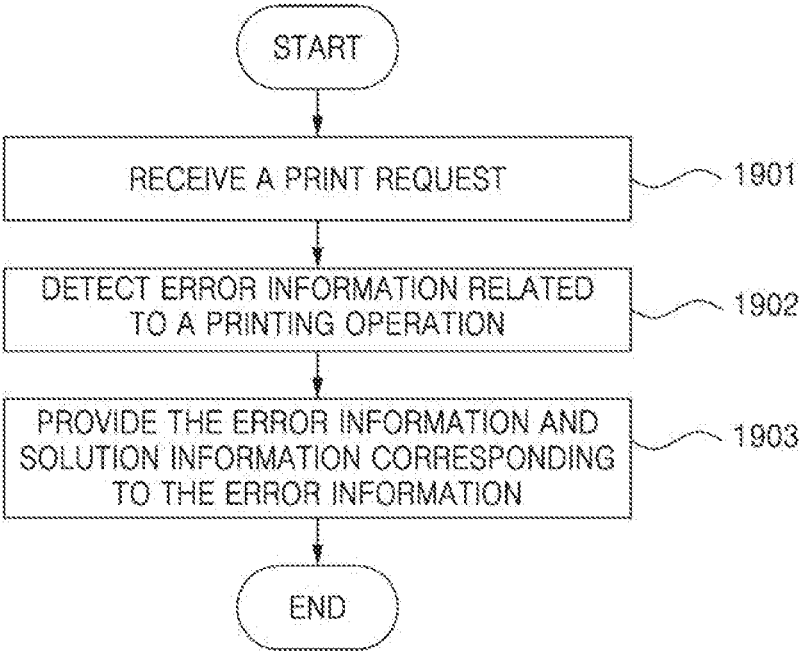 START
RECEIVE A PRINT REQUEST
1901
DETECT ERROR INFORMATION RELATED
TO A PRINTING OPERATION
1902
PROVIDE THE ERROR INFORMATION AND
SOLUTION INFORMATION CORRESPONDING
TO THE ERROR INFORMATION
1903
END